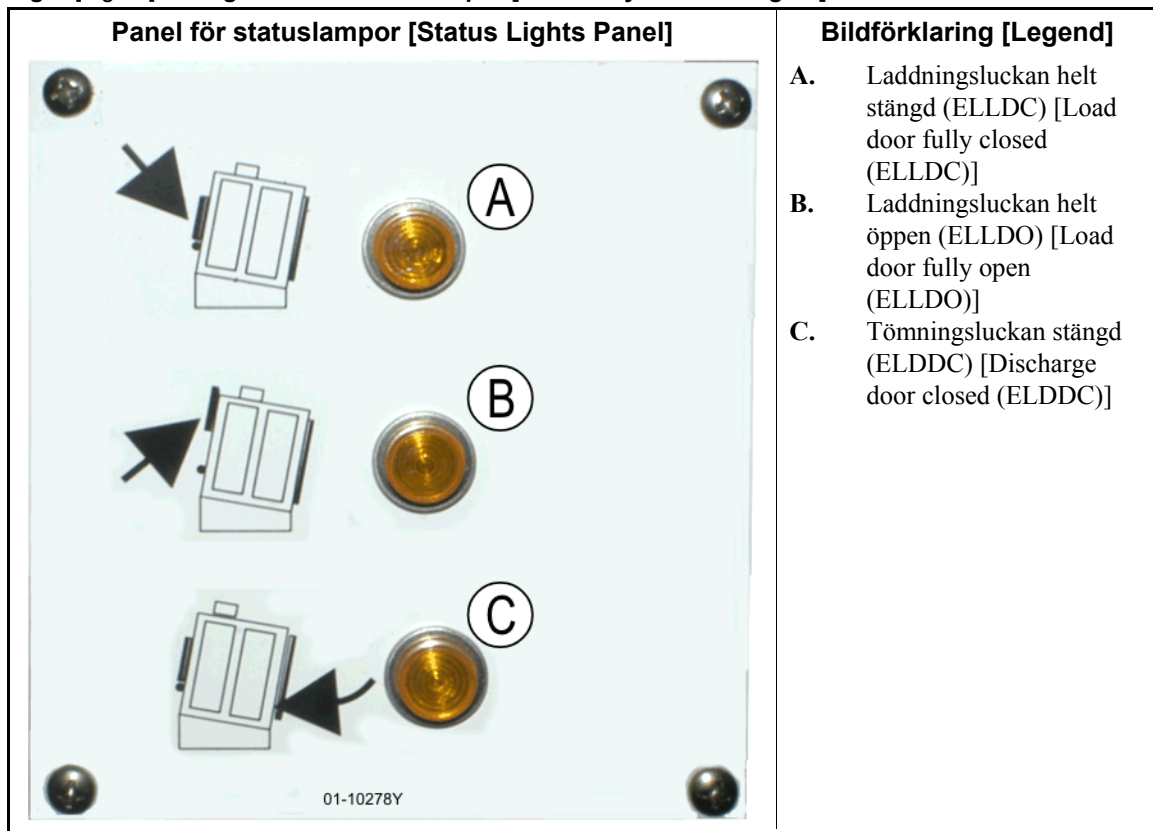 Panel för statuslampor [Status Lights Panel]
A
B
C
01-10278Y
Bildförklaring [Legend]
A. Laddningsluckan helt
stängd (ELLDC) [Load
door fully closed
(ELLDC)]
B. Laddningsluckan helt
öppen (ELLDO) [Load
door fully open
(ELLDO)]
C. Tömningsluckan stängd
(ELDDC) [Discharge
door closed (ELDDC)]